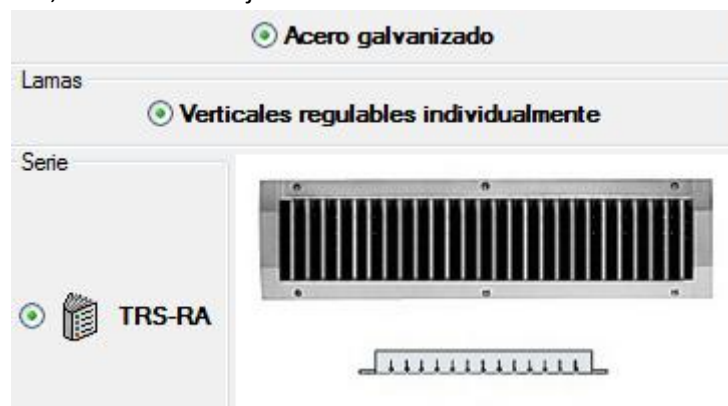 Acero galvanizado
Lamas
Verticales regulables individualmente
Serie
TRS-RA